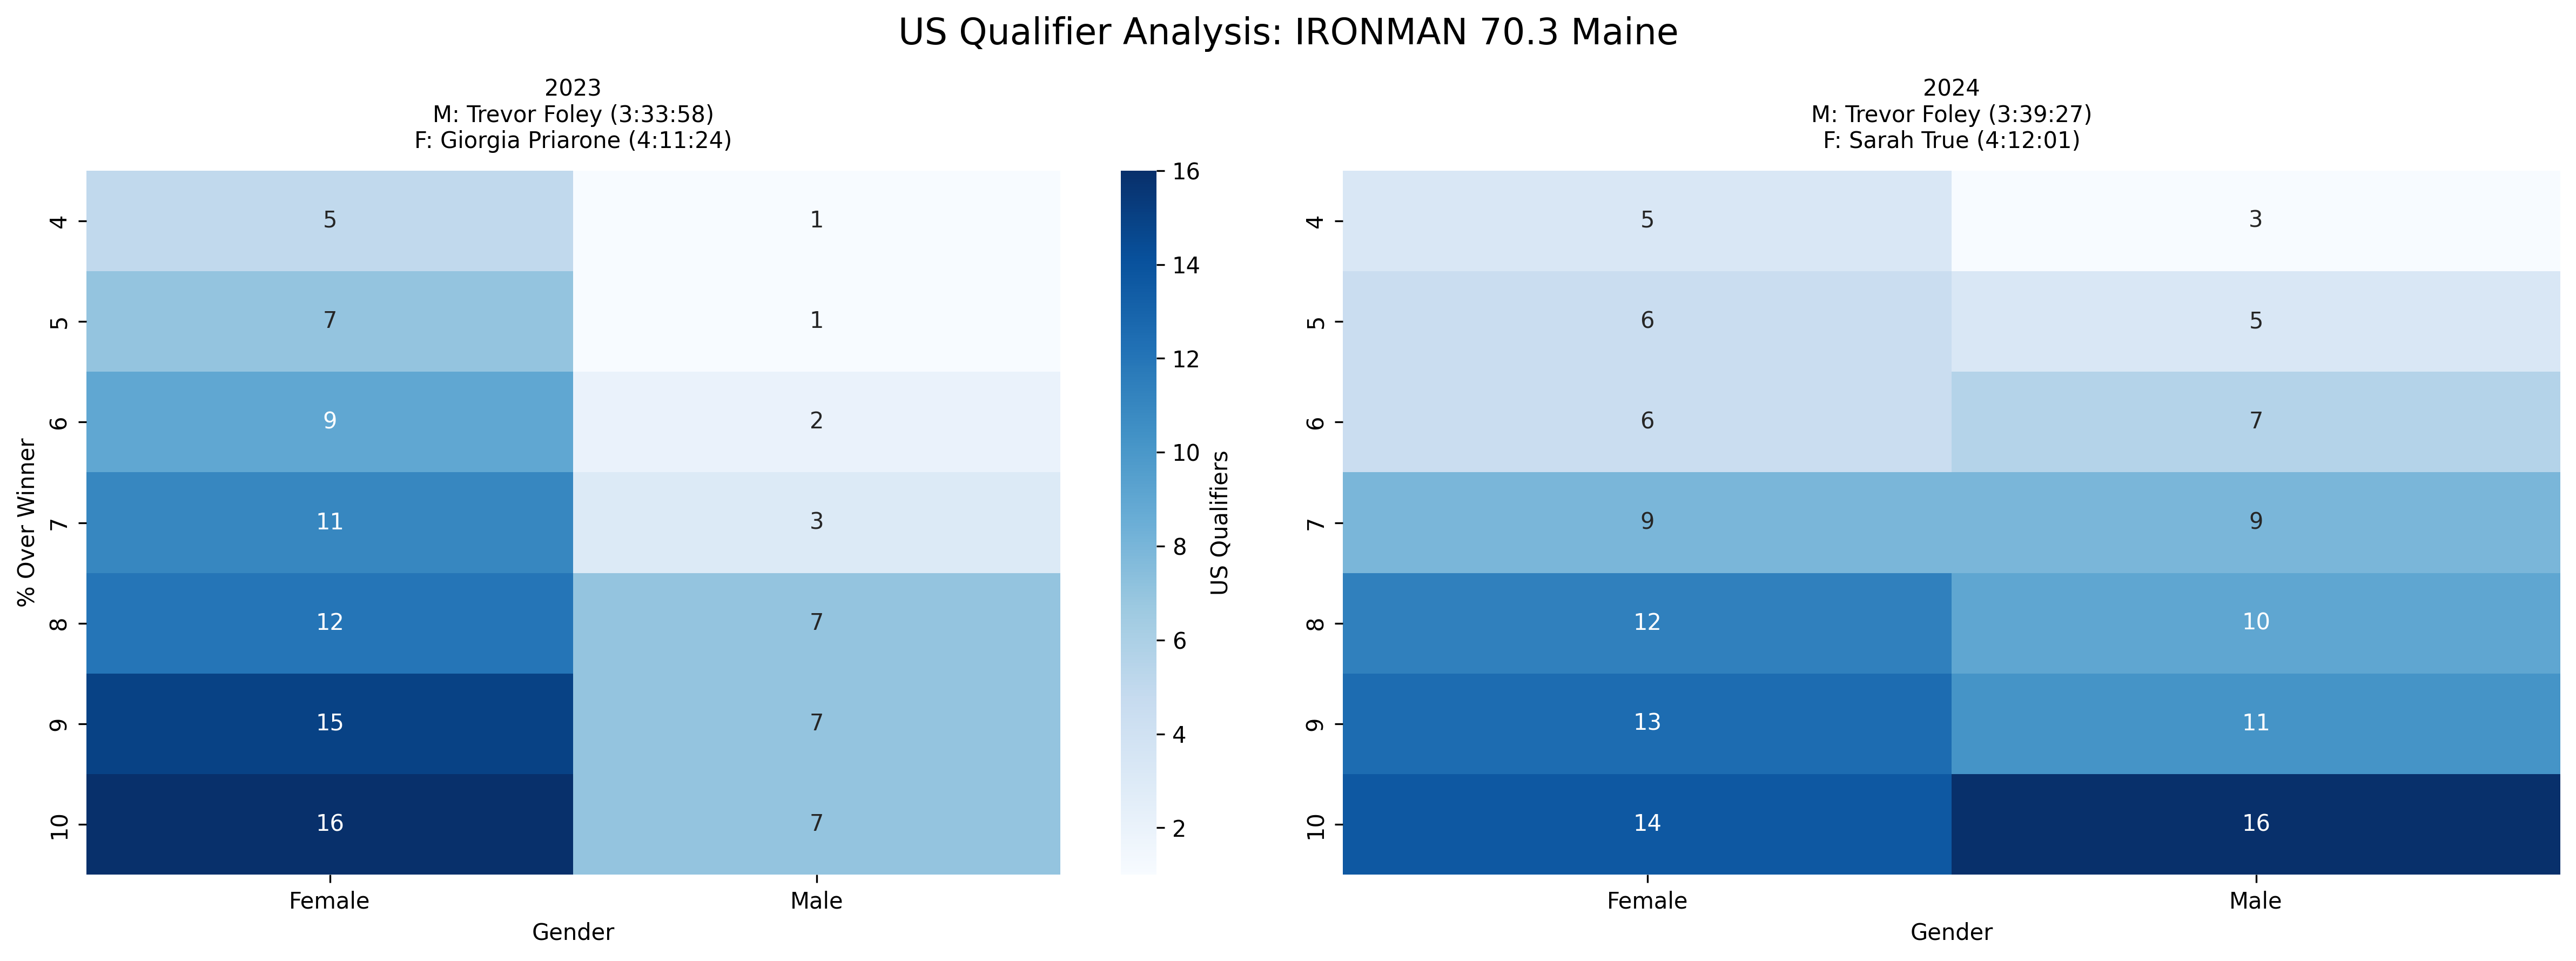 US Qualifier Analysis: IRONMAN 70.3 Maine
2023
M: Trevor Foley (3:33:58)
F: Giorgia Priarone (4:11:24)
% Over Winner
4 5 1
5 7 1
6 9 2
7 11 3
8 12 7
9 15 7
10 16 7
Female Male
Gender
16
14
12
10
8
6
4
2
US Qualifiers
2024
M: Trevor Foley (3:39:27)
F: Sarah True (4:12:01)
4 5 3
5 6 5
6 6 7
7 9 9
8 12 10
9 13 11
10 14 16
Female Male
Gender